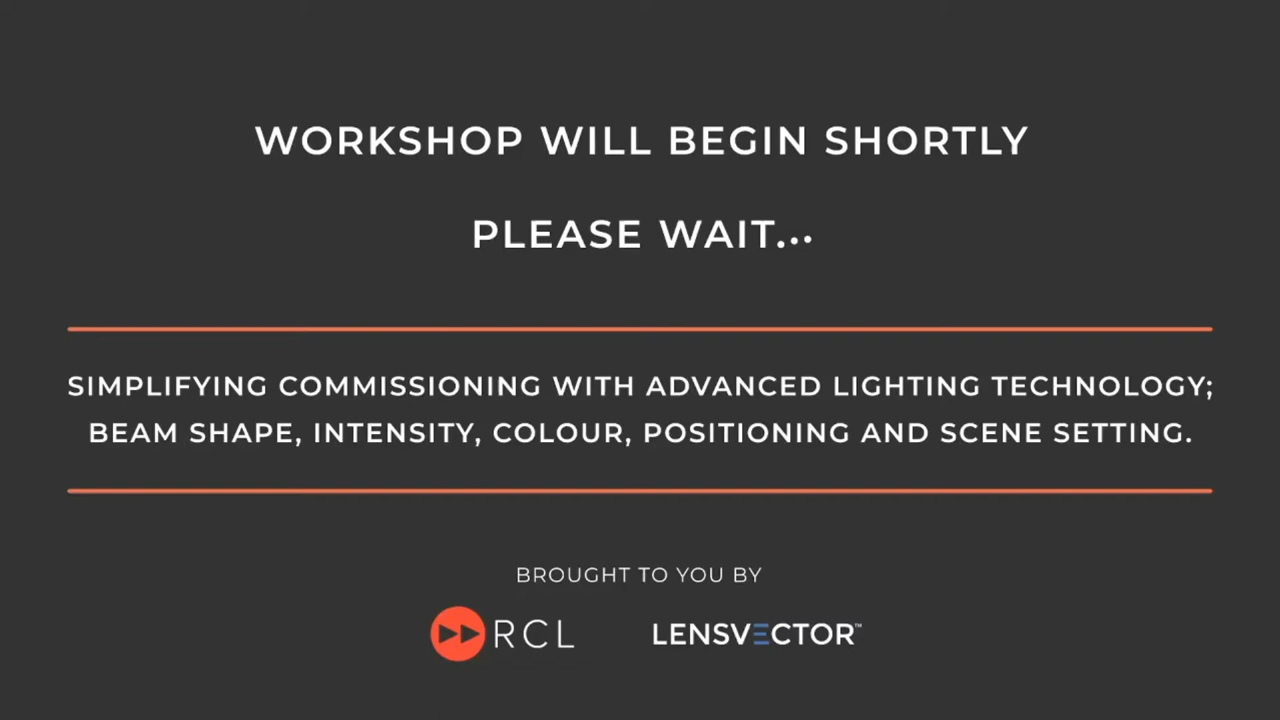 WORKSHOP WILL BEGIN SHORTLY
PLEASE WAIT...
SIMPLIFYING COMMISSIONING WITH ADVANCED LIGHTING TECHNOLOGY;
BEAM SHAPE, INTENSITY, COLOUR, POSITIONING AND SCENE SETTING.
BROUGHT TO YOU BY
RCL
LENSVECTOR™